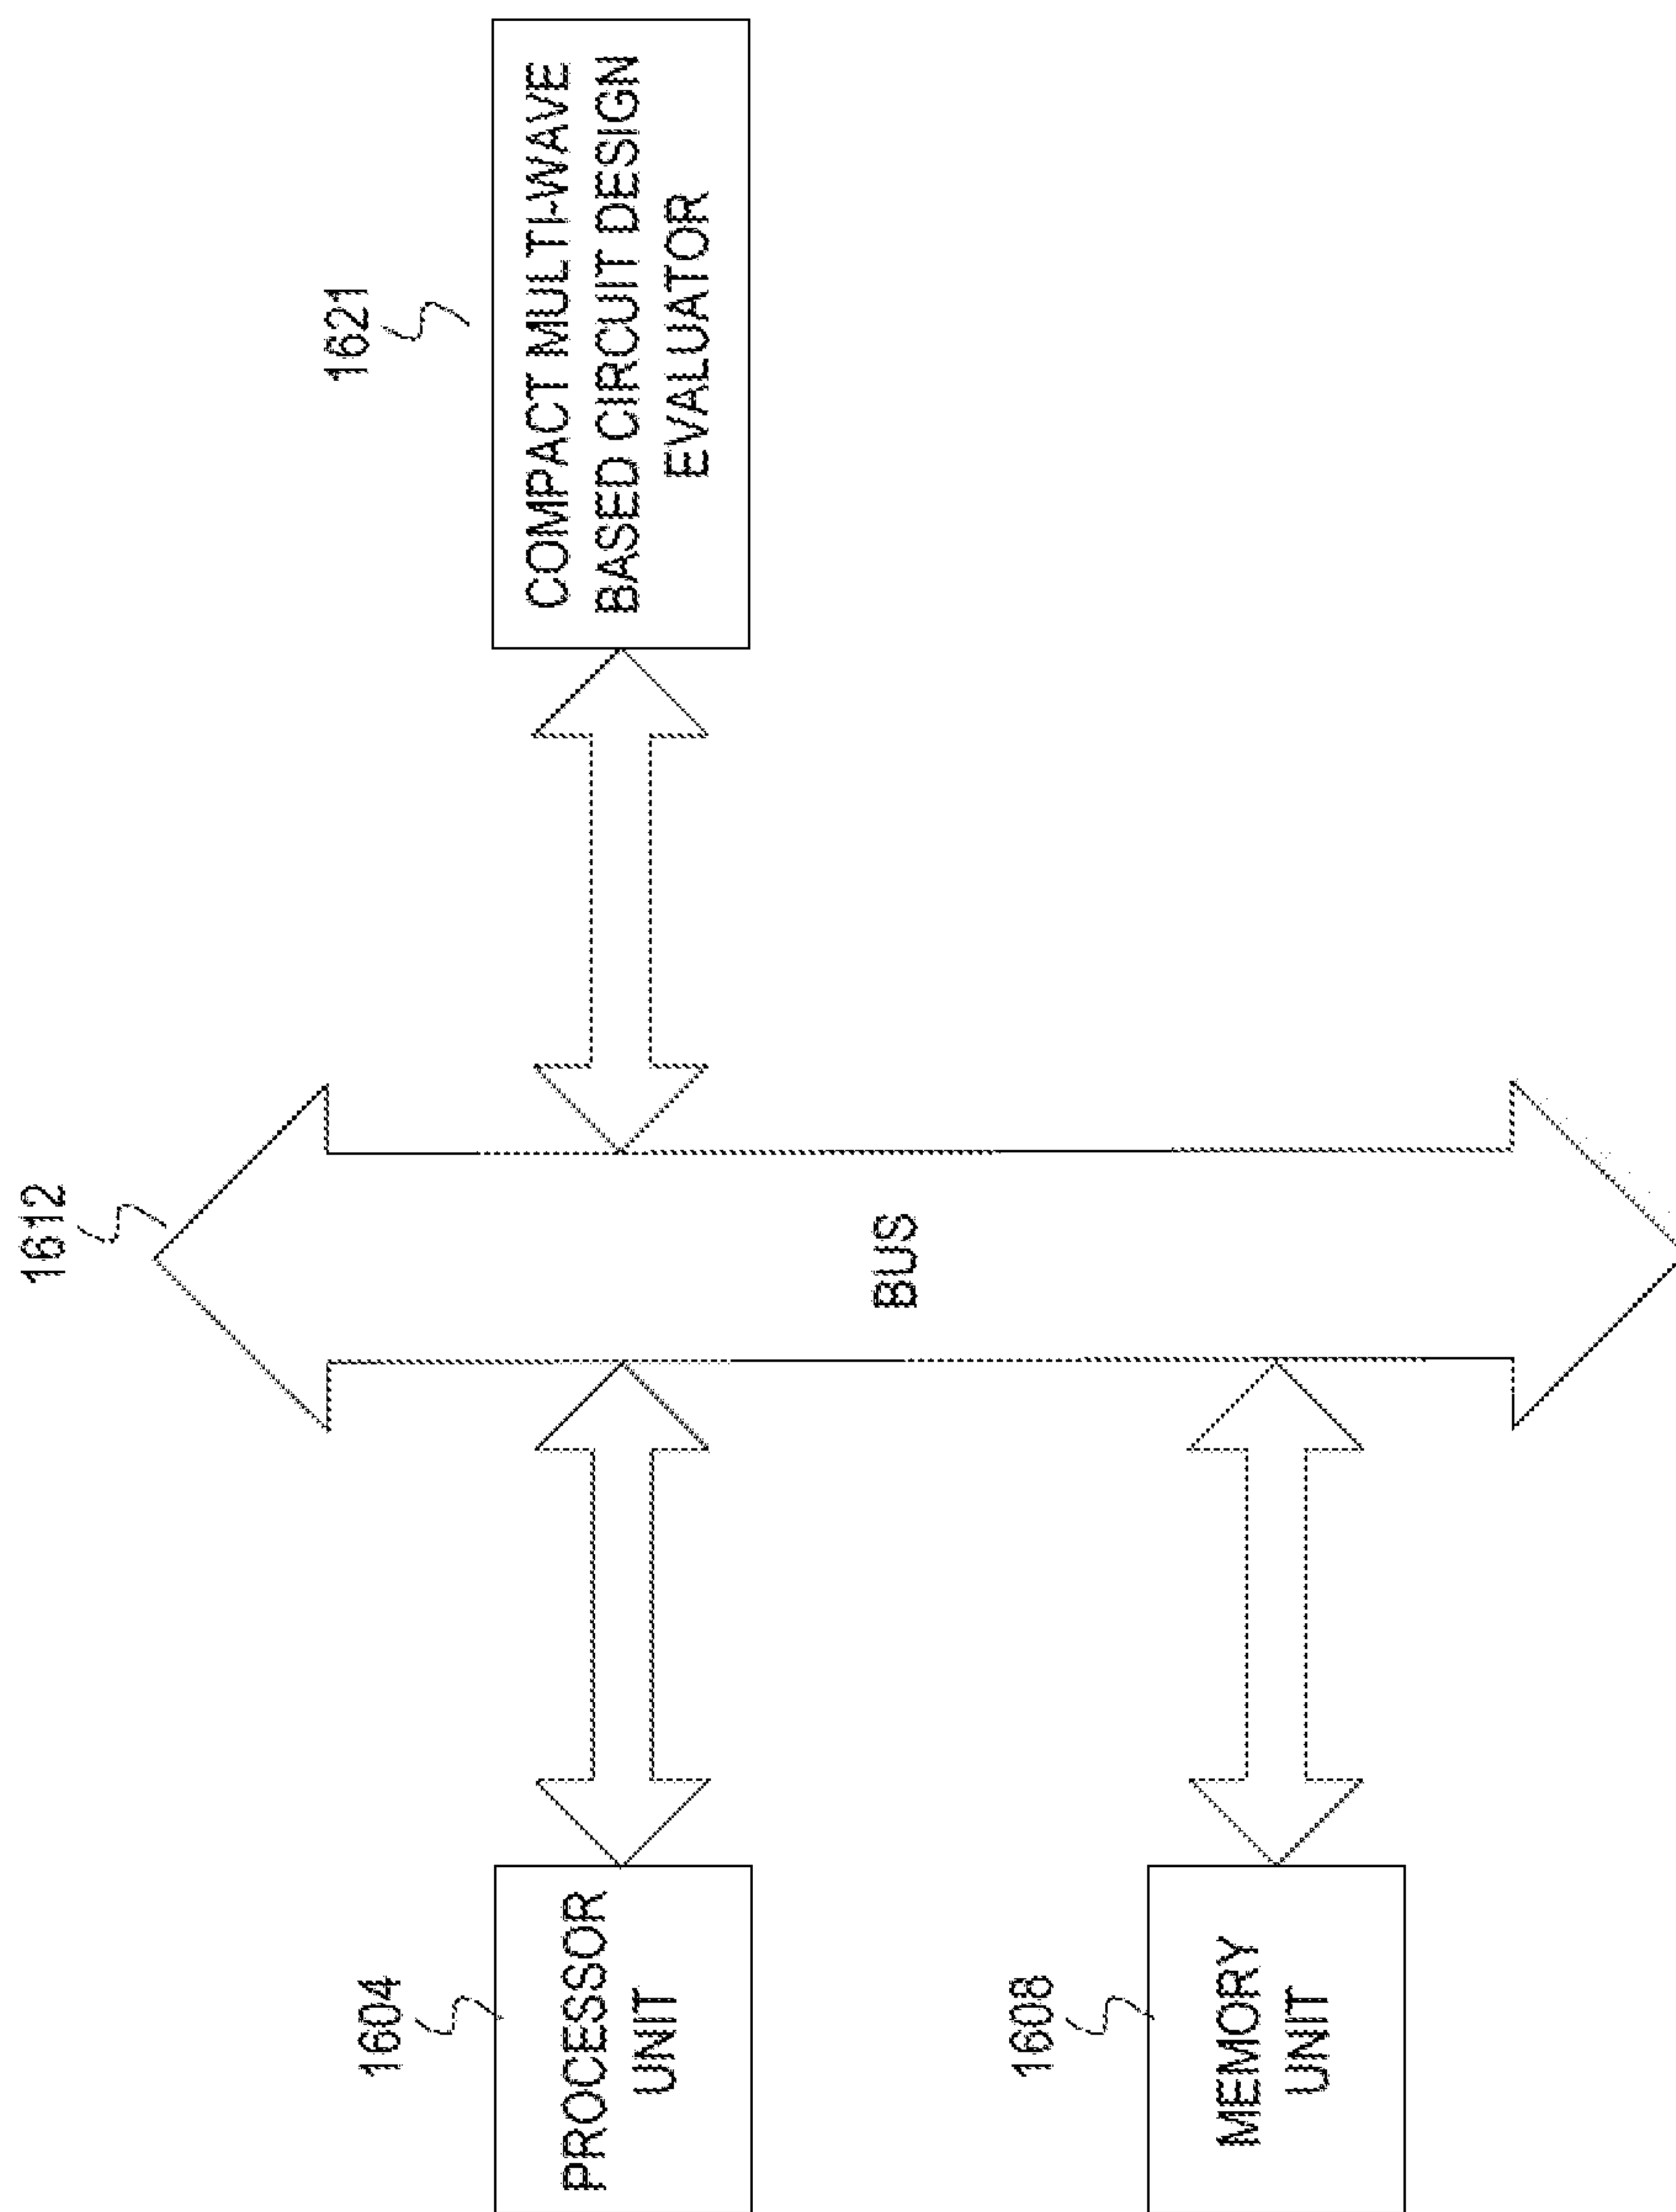 1604
PROCESSOR
UNIT
1608
MEMORY
UNIT
1612
BUS
1621
COMPACT MULTI-WAVE
BASED CIRCUIT DESIGN
EVALUATOR